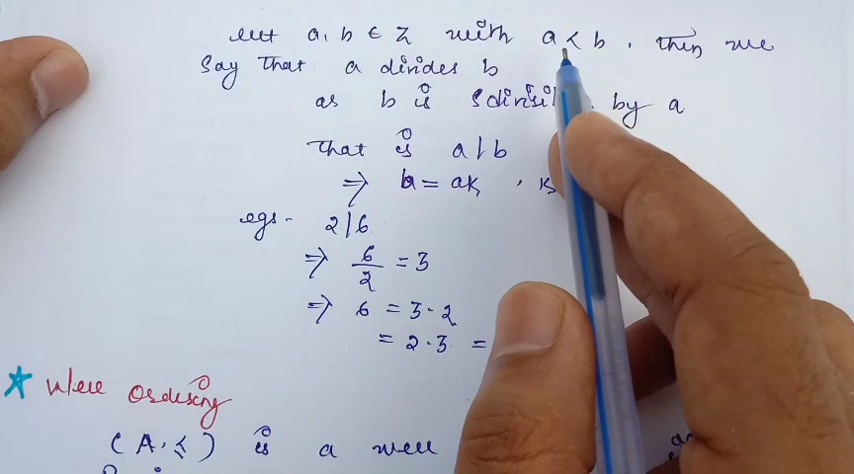 let a, b ∈ Z with a < b, then we
say that a divides b
as b is divisi by a
That is a | b
⇒ b = ak, k
egs - 2|6
⇒ 6/2 = 3
⇒ 6 = 3 · 2
= 2 · 3 =
Well Ordering
(A, ≤) is a well